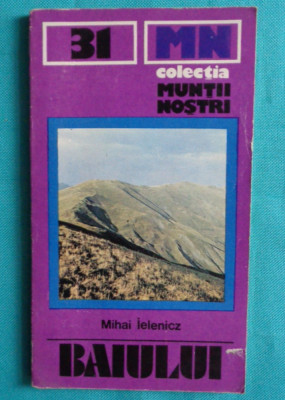 31 MN
colecția
MUNȚII
NOȘTRI
Mihai Ielenicz
BAIULUI